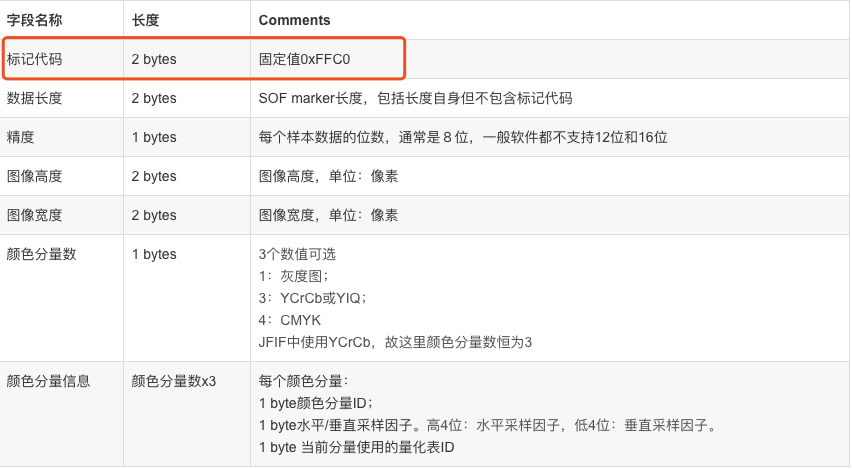 字段名称 长度 Comments
标记代码 2 bytes 固定值0xFFC0
数据长度 2 bytes SOF marker长度，包括长度自身但不包含标记代码
精度 1 bytes 每个样本数据的位数，通常是８位，一般软件都不支持12位和16位
图像高度 2 bytes 图像高度，单位：像素
图像宽度 2 bytes 图像宽度，单位：像素
颜色分量数 1 bytes 3个数值可选
1：灰度图；
3：YCrCb或YIQ；
4：CMYK
JFIF中使用YCrCb，故这里颜色分量数恒为3
颜色分量信息 颜色分量数x3 每个颜色分量：
1 byte颜色分量ID；
1 byte水平/垂直采样因子。高4位：水平采样因子，低4位：垂直采样因子。
1 byte 当前分量使用的量化表ID